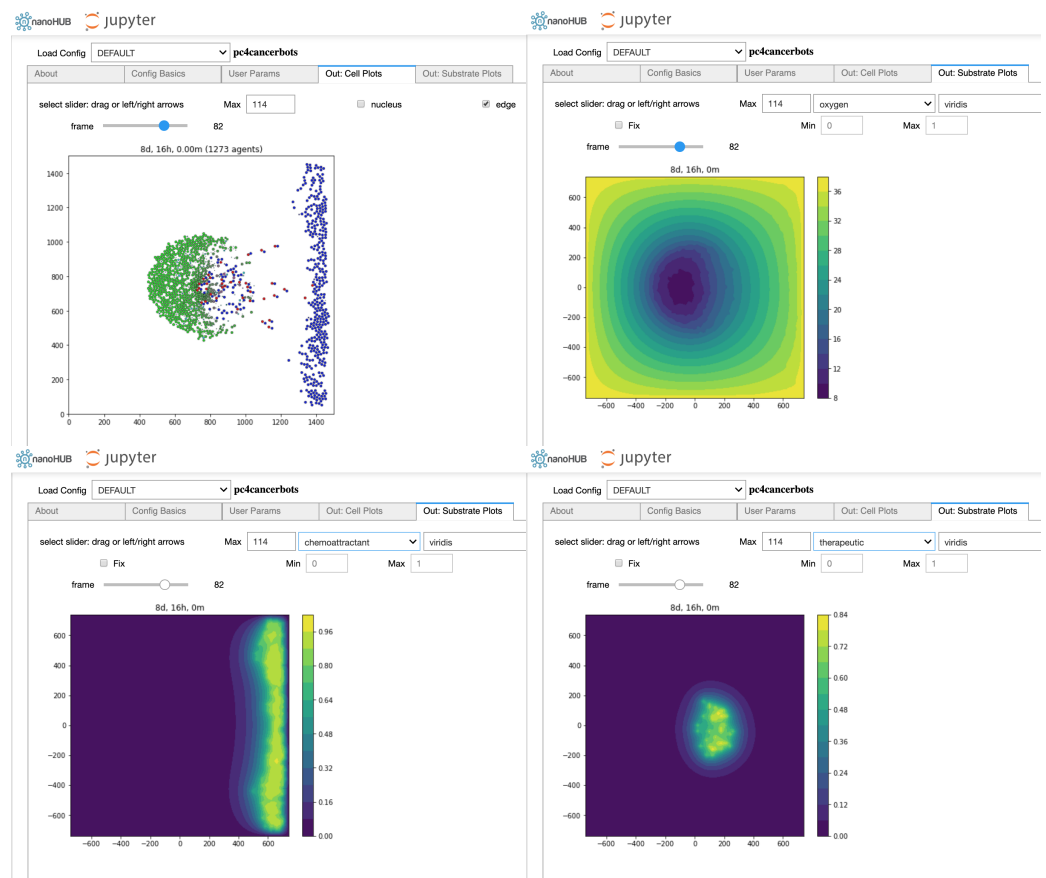 nanoHUB jupyter
Load Config DEFAULT pc4cancerbots
About Config Basics User Params Out: Cell Plots Out: Substrate Plots
select slider: drag or left/right arrows Max 114 nucleus edge
frame 82
8d, 16h, 0.00m (1273 agents)
1400
1200
1000
800
600
400
200
0
0 200 400 600 800 1000 1200 1400
nanoHUB jupyter
Load Config DEFAULT pc4cancerbots
About Config Basics User Params Out: Cell Plots Out: Substrate Plots
select slider: drag or left/right arrows Max 114 oxygen viridis
Fix Min 0 Max 1
frame 82
8d, 16h, 0m
600
400
200
0
−200
−400
−600
−600 −400 −200 0 200 400 600
36
32
28
24
20
16
12
8
nanoHUB jupyter
Load Config DEFAULT pc4cancerbots
About Config Basics User Params Out: Cell Plots Out: Substrate Plots
select slider: drag or left/right arrows Max 114 chemoattractant viridis
Fix Min 0 Max 1
frame 82
8d, 16h, 0m
600
400
200
0
−200
−400
−600
−600 −400 −200 0 200 400 600
0.96
0.80
0.64
0.48
0.32
0.16
0.00
nanoHUB jupyter
Load Config DEFAULT pc4cancerbots
About Config Basics User Params Out: Cell Plots Out: Substrate Plots
select slider: drag or left/right arrows Max 114 therapeutic viridis
Fix Min 0 Max 1
frame 82
8d, 16h, 0m
600
400
200
0
−200
−400
−600
−600 −400 −200 0 200 400 600
0.84
0.72
0.60
0.48
0.36
0.24
0.12
0.00